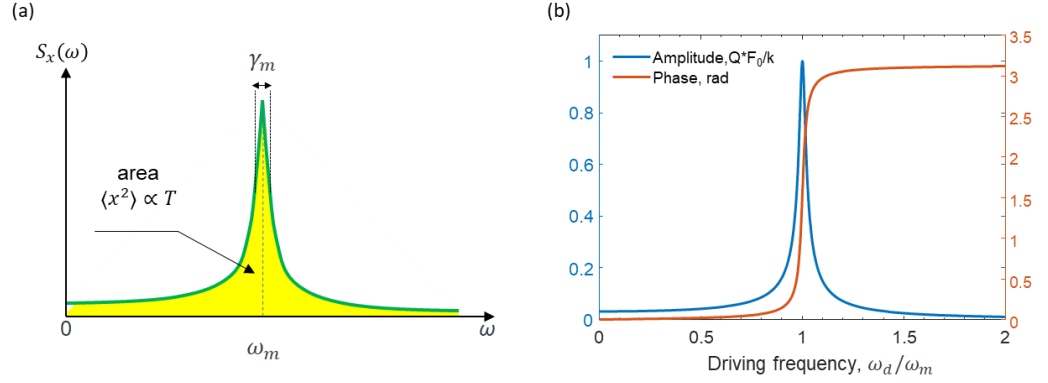 (a)
S_x(ω)
γ_m
area
⟨x²⟩ ∝ T
0
ω_m
ω
(b)
Amplitude,Q*F₀/k
Phase, rad
1
0.8
0.6
0.4
0.2
0
3.5
3
2.5
2
1.5
1
0.5
0
0
0.5
1
1.5
2
Driving frequency, ω_d/ω_m